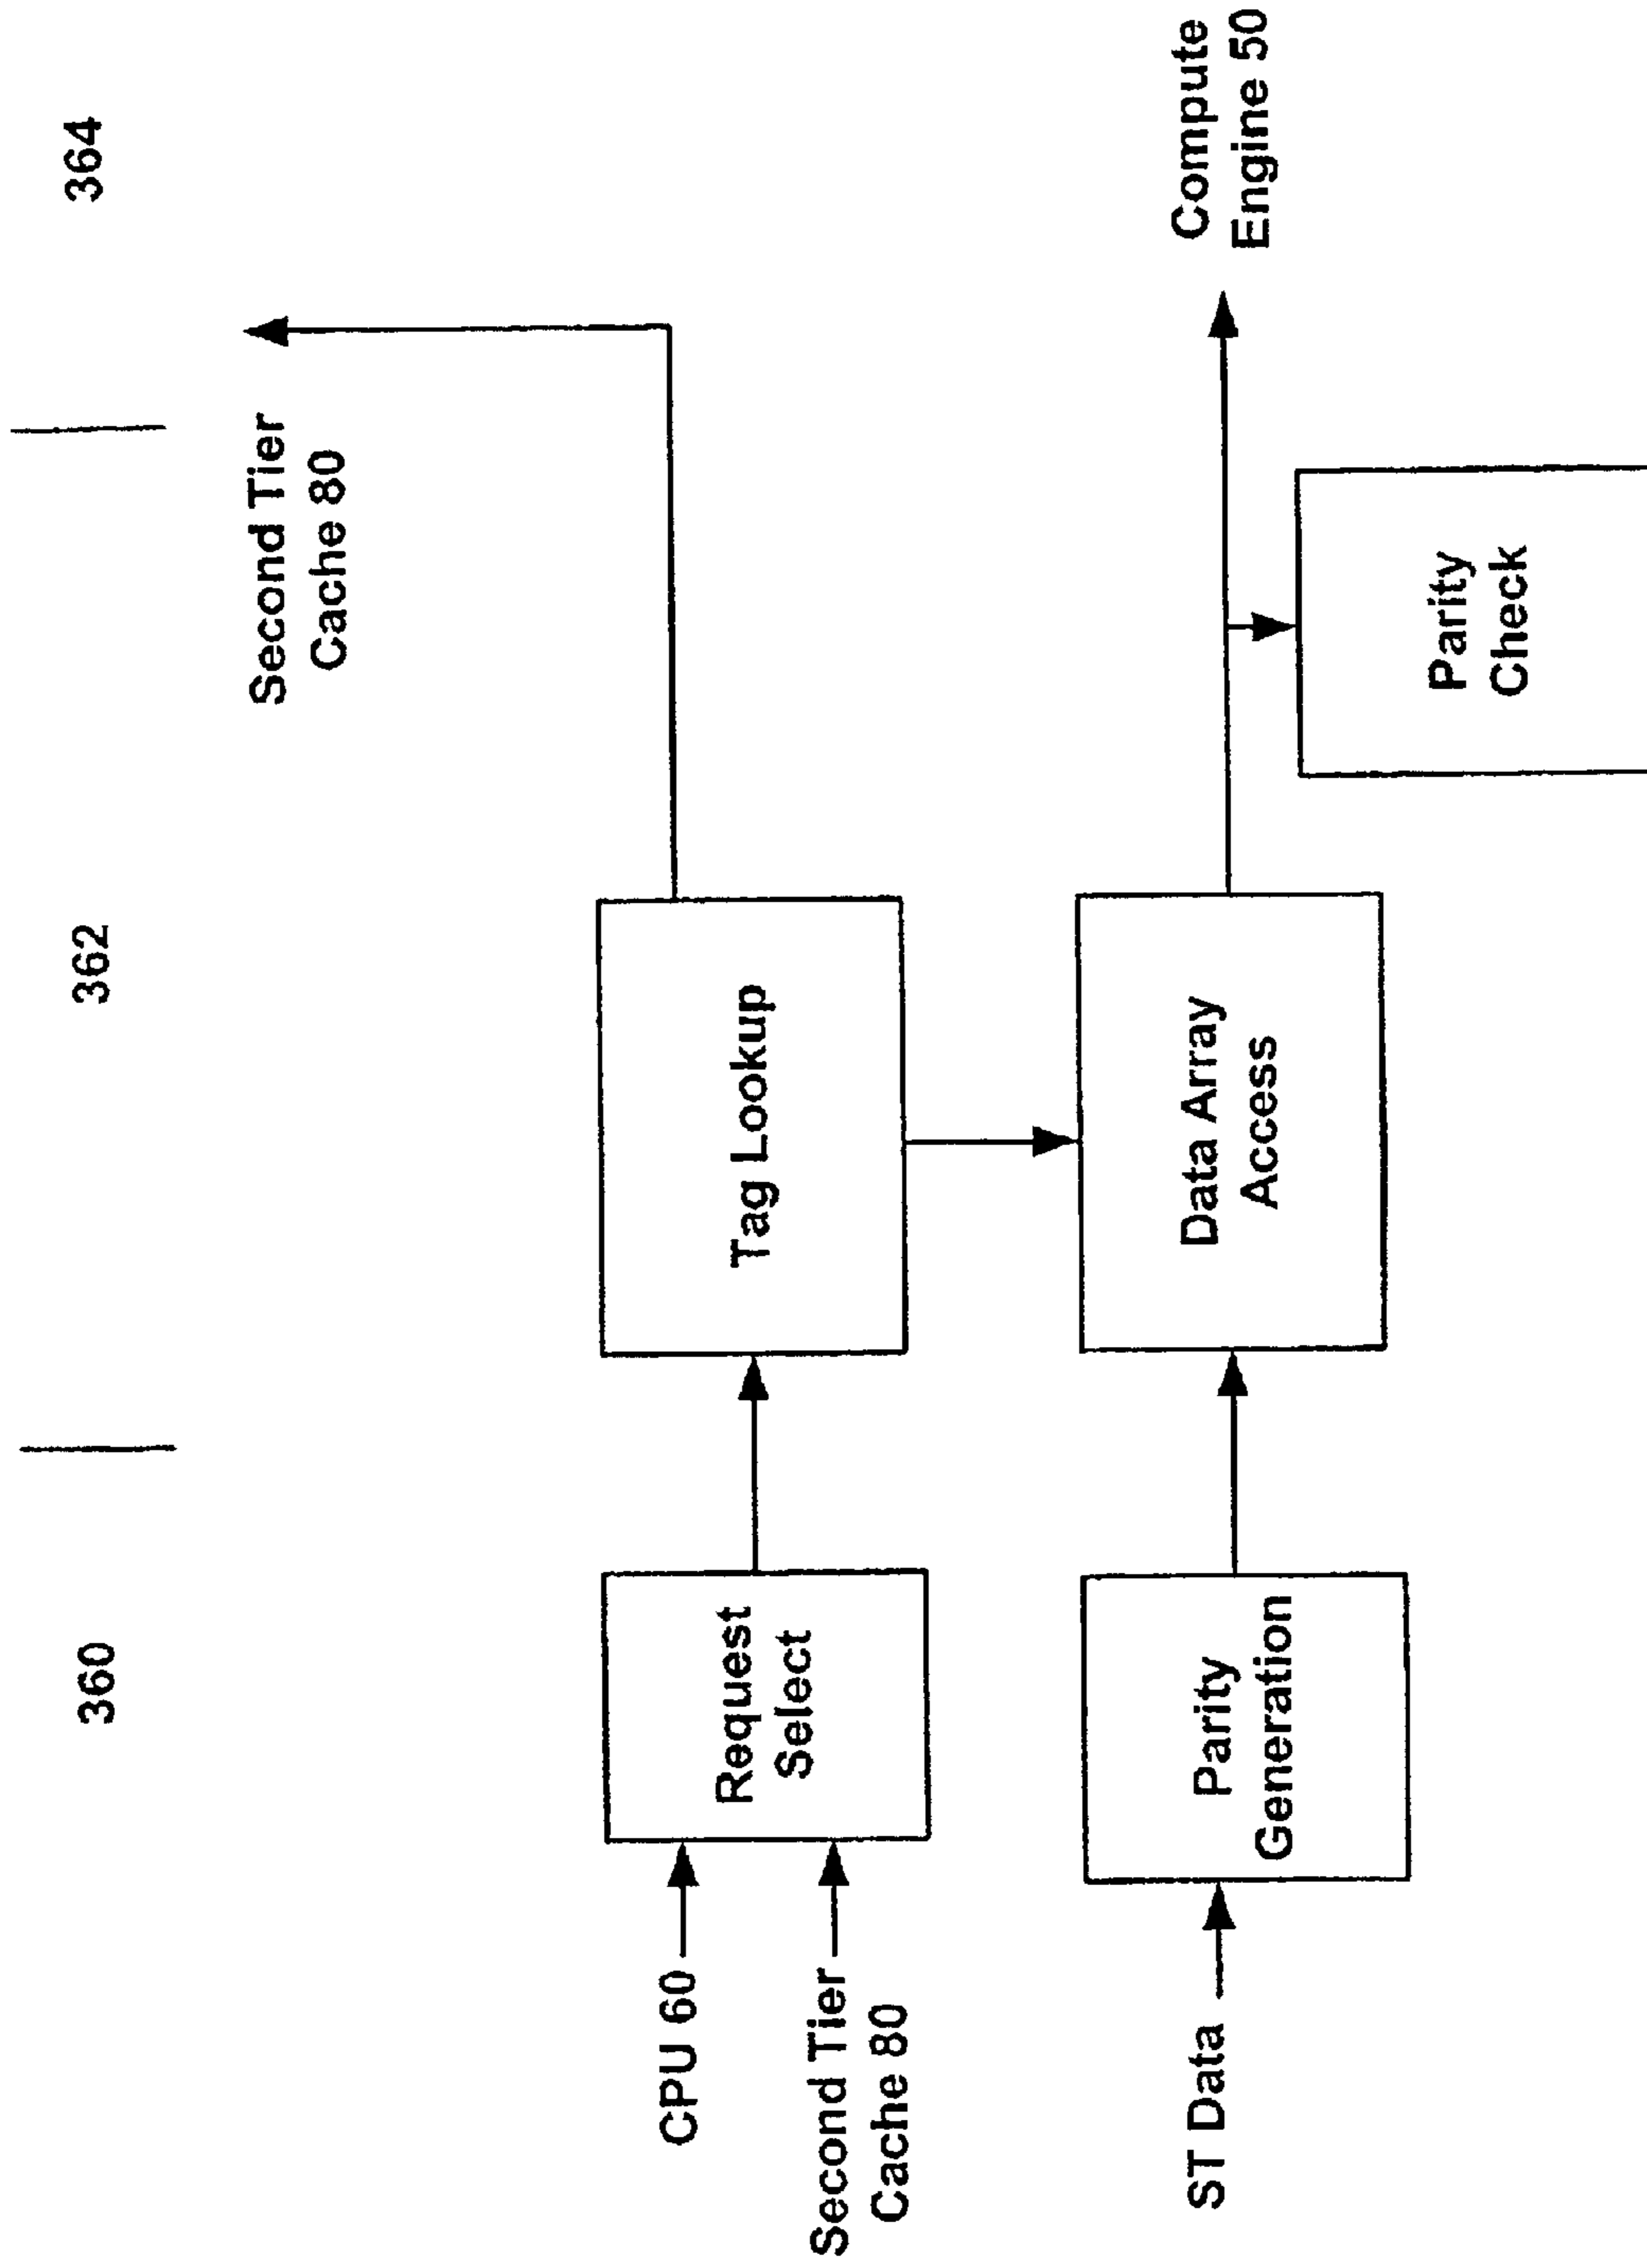 360
362
364
Second Tier
Cache 80
CPU 60
Second Tier
Cache 80
Request
Select
Tag Lookup
ST Data
Parity
Generation
Data Array
Access
Compute
Engine 50
Parity
Check